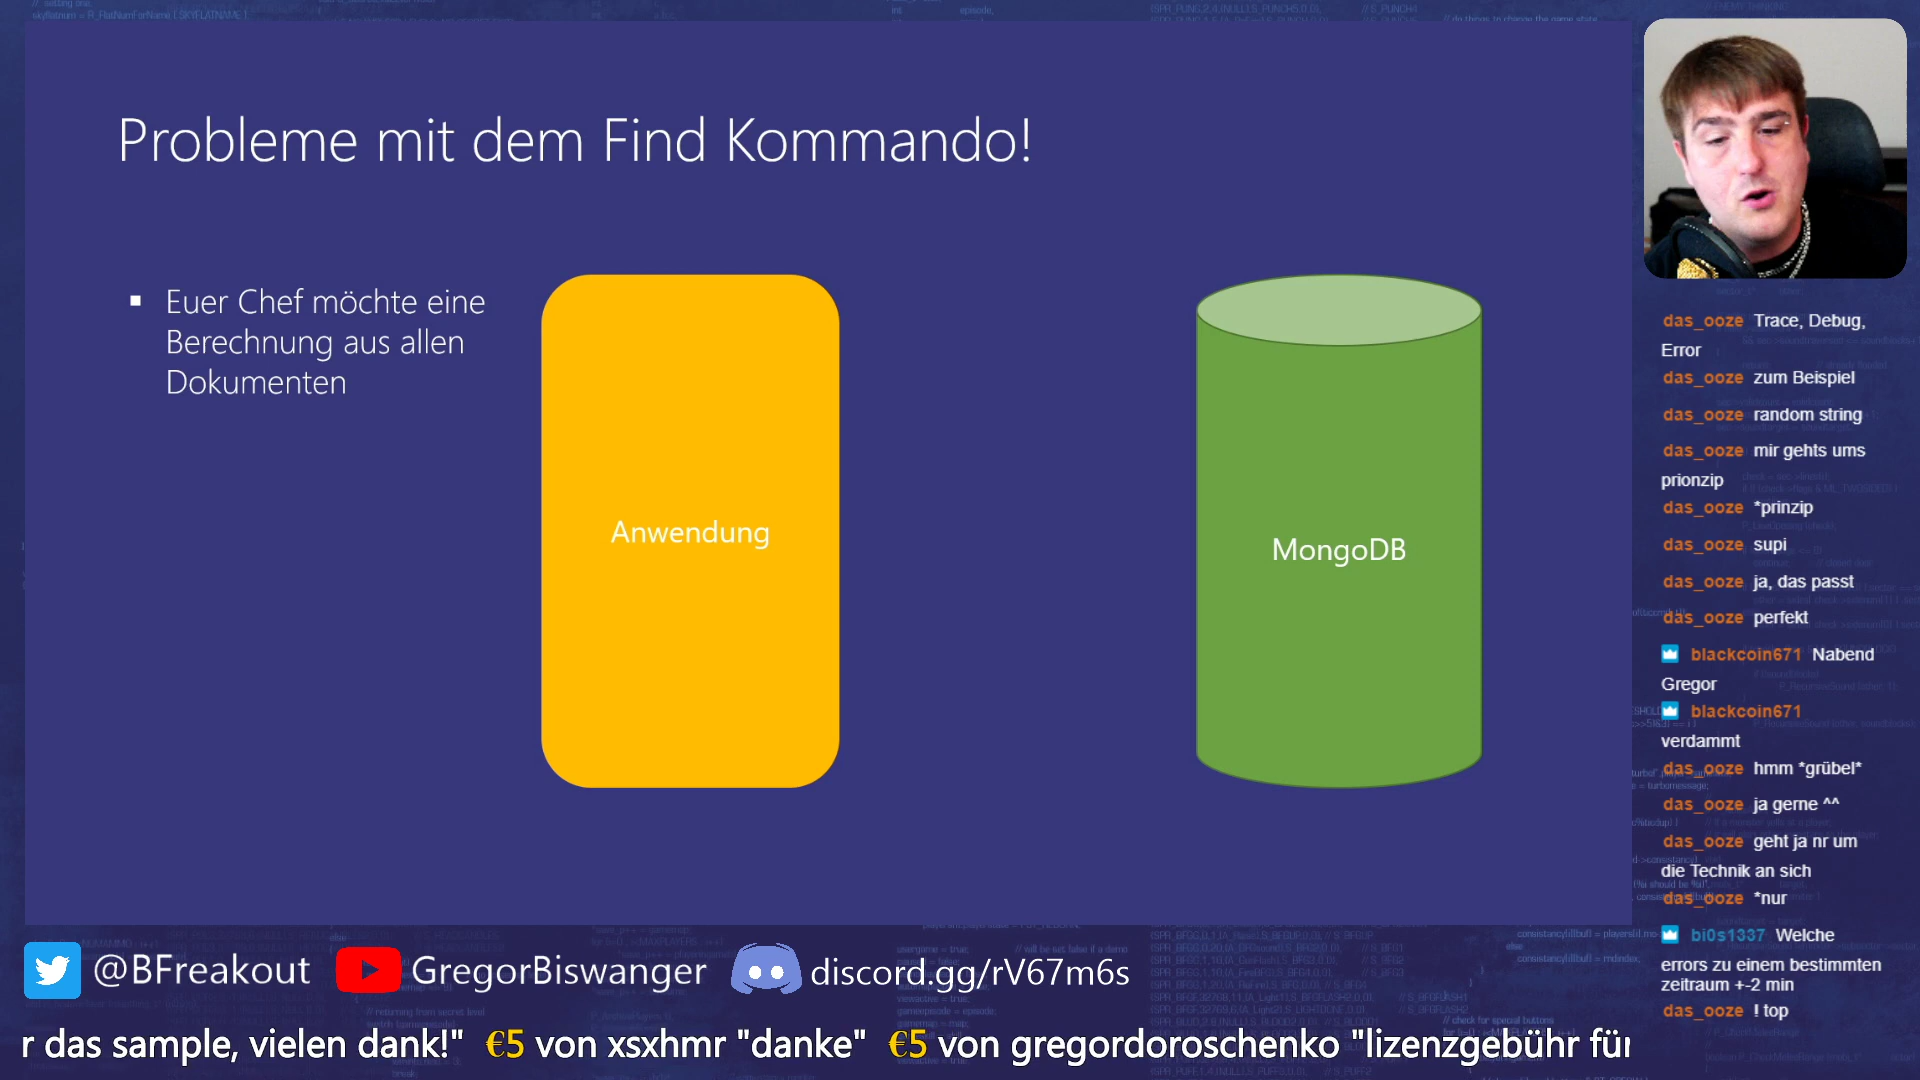 Probleme mit dem Find Kommando!
Euer Chef möchte eine
Berechnung aus allen
Dokumenten
Anwendung
MongoDB
das_ooze Trace, Debug,
Error
das_ooze zum Beispiel
das_ooze random string
das_ooze mir gehts ums
prionzip
das_ooze *prinzip
das_ooze supi
das_ooze ja, das passt
das_ooze perfekt
blackcoin671 Nabend
Gregor
blackcoin671
verdammt
das_ooze hmm *grübel*
das_ooze ja gerne ^^
das_ooze geht ja nr um
die Technik an sich
das_ooze *nur
bi0s1337 Welche
errors zu einem bestimmten
zeitraum +-2 min
das_ooze ! top
@BFreakout GregorBiswanger discord.gg/rV67m6s
r das sample, vielen dank!" €5 von xsxhmr "danke" €5 von gregordoroschenko "lizenzgebühr für